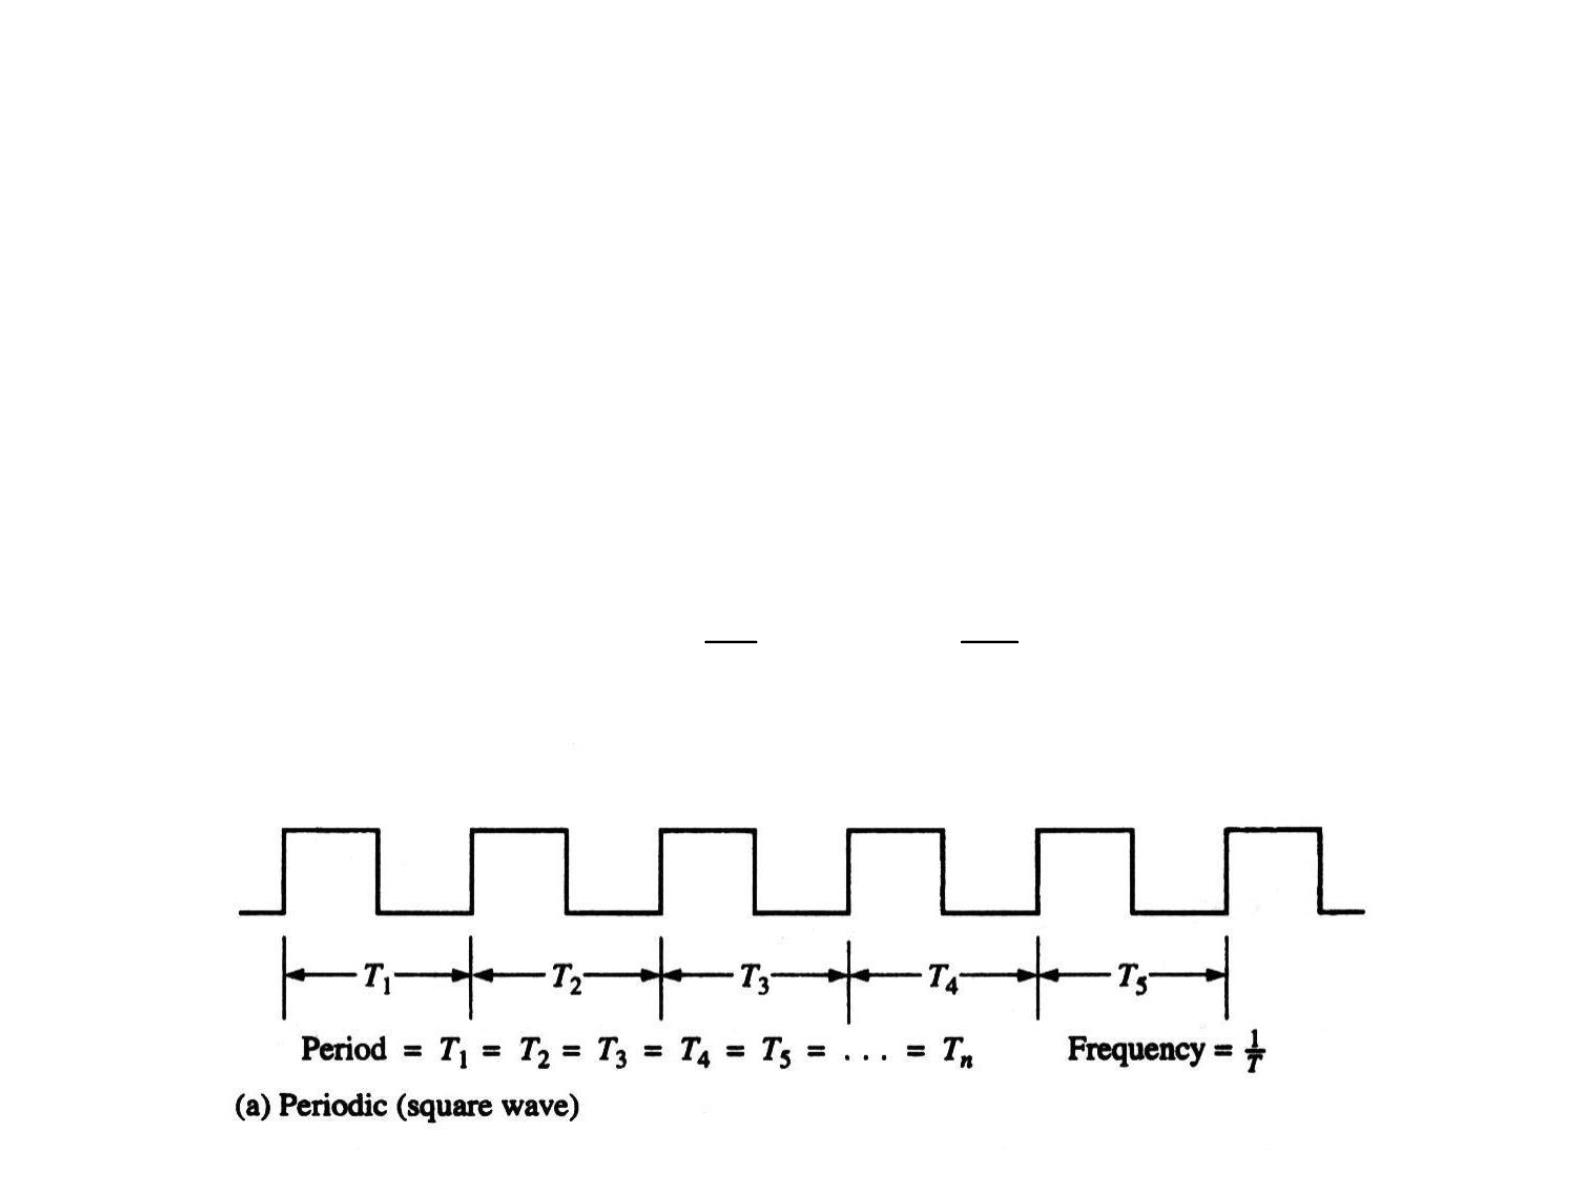 T₁ T₂ T₃ T₄ T₅
Period = T₁ = T₂ = T₃ = T₄ = T₅ = . . . = Tₙ Frequency = 1/T
(a) Periodic (square wave)